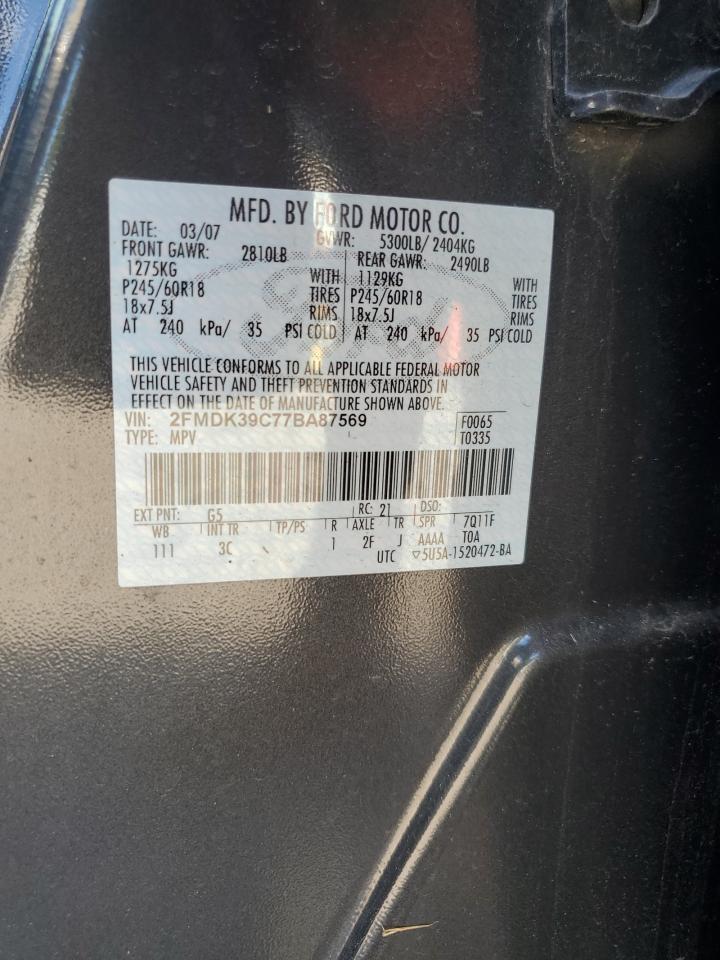 MFD. BY FORD MOTOR CO.
DATE: 03/07 GVWR: 5300LB/ 2404KG
FRONT GAWR: 2810LB REAR GAWR: 2490LB
1275KG WITH 1129KG WITH
P245/60R18 TIRES P245/60R18 TIRES
18x7.5J RIMS 18x7.5J RIMS
AT 240 kPa/ 35 PSI COLD AT 240 kPa/ 35 PSI COLD
Ford
THIS VEHICLE CONFORMS TO ALL APPLICABLE FEDERAL MOTOR
VEHICLE SAFETY AND THEFT PREVENTION STANDARDS IN
EFFECT ON THE DATE OF MANUFACTURE SHOWN ABOVE.
VIN: 2FMDK39C77BA87569 F0065
TYPE: MPV T0335
EXT PNT: G5 RC: 21 DSO:
WB INT TR TP/PS R AXLE TR SPR 7Q11F
111 3C 1 2F J AAAA TOA
UTC ▽5U5A-1520472-BA